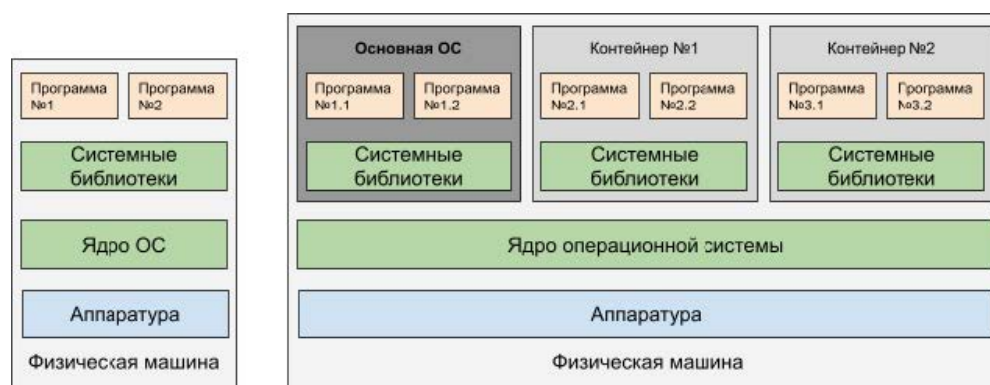 Программа
№1
Программа
№2
Системные
библиотеки
Ядро ОС
Аппаратура
Физическая машина
Основная ОС
Программа
№1.1
Программа
№1.2
Системные
библиотеки
Контейнер №1
Программа
№2.1
Программа
№2.2
Системные
библиотеки
Контейнер №2
Программа
№3.1
Программа
№3.2
Системные
библиотеки
Ядро операционной системы
Аппаратура
Физическая машина